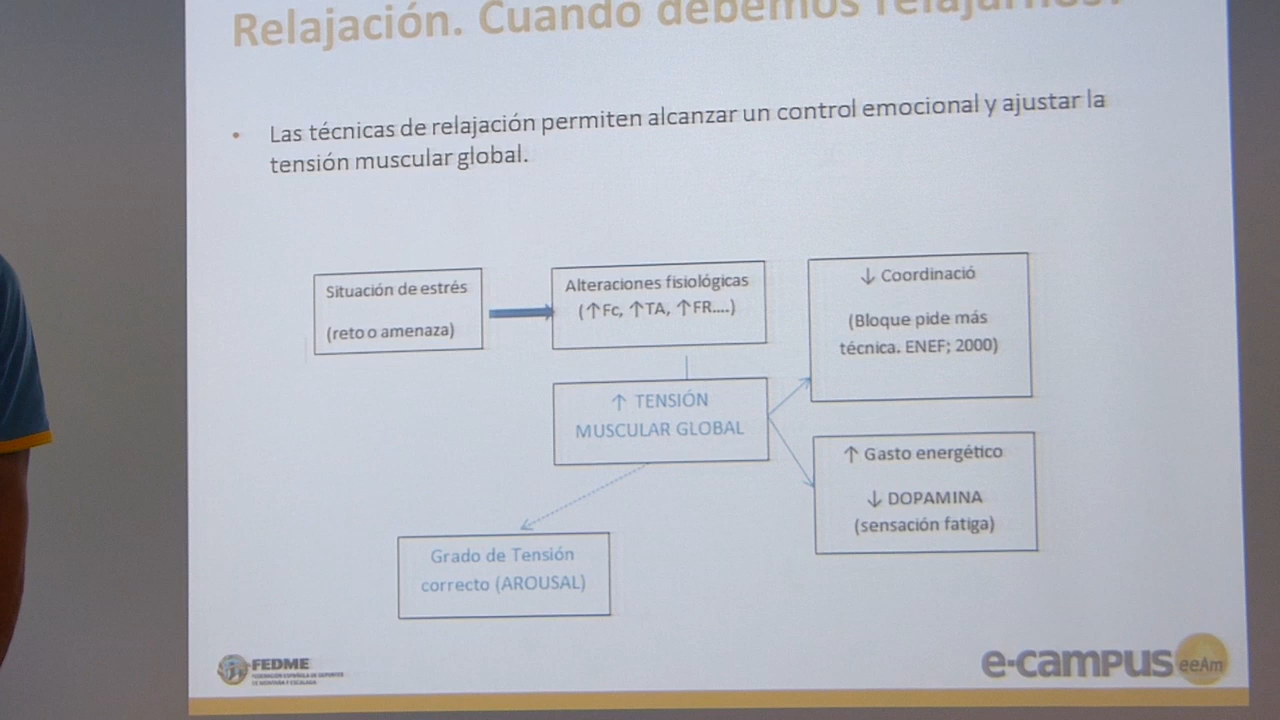 Relajación. Cuando debemos relajarnos?
• Las técnicas de relajación permiten alcanzar un control emocional y ajustar la
tensión muscular global.
Situación de estrés
(reto o amenaza)
Alteraciones fisiológicas
(↑Fc, ↑TA, ↑FR....)
↓ Coordinació
(Bloque pide más
técnica. ENEF; 2000)
↑ TENSIÓN
MUSCULAR GLOBAL
↑ Gasto energético
↓ DOPAMINA
(sensación fatiga)
Grado de Tensión
correcto (AROUSAL)
FEDME
FEDERACIÓN ESPAÑOLA DE DEPORTES
DE MONTAÑA Y ESCALADA
e-campus eeAm